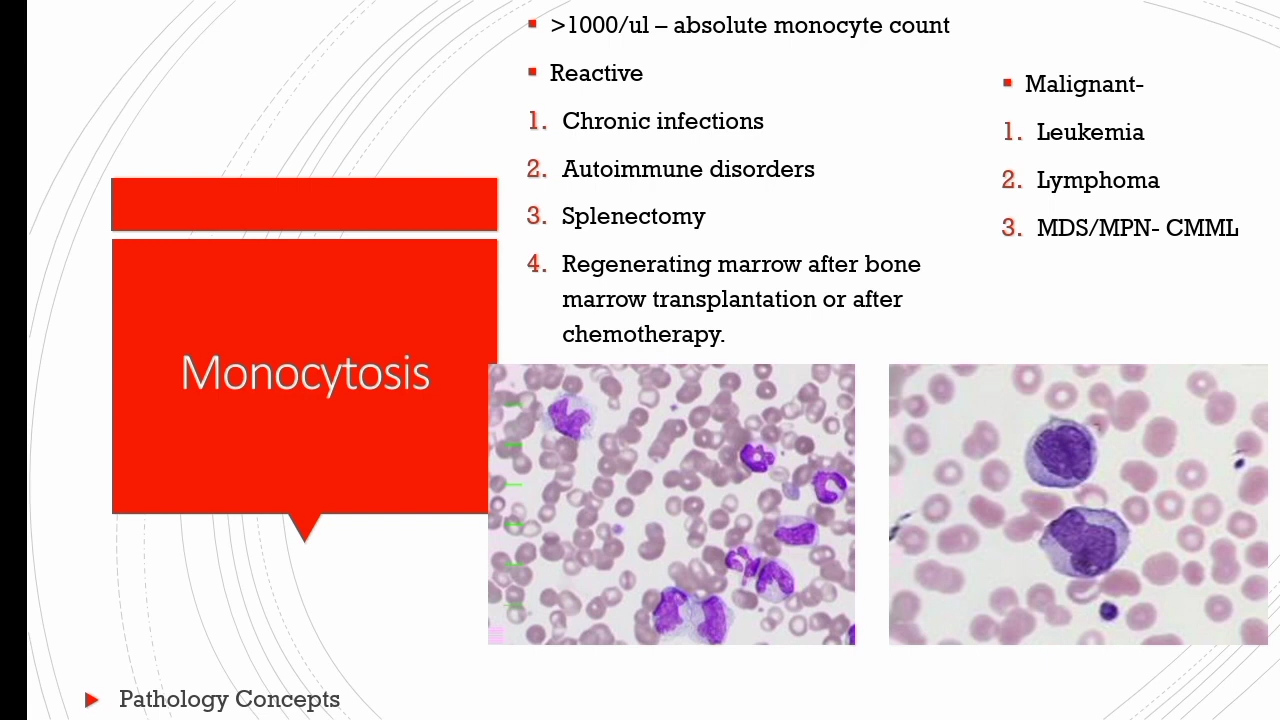 Monocytosis
▪ >1000/ul – absolute monocyte count
▪ Reactive
1. Chronic infections
2. Autoimmune disorders
3. Splenectomy
4. Regenerating marrow after bone
marrow transplantation or after
chemotherapy.
▪ Malignant-
1. Leukemia
2. Lymphoma
3. MDS/MPN- CMML
Pathology Concepts